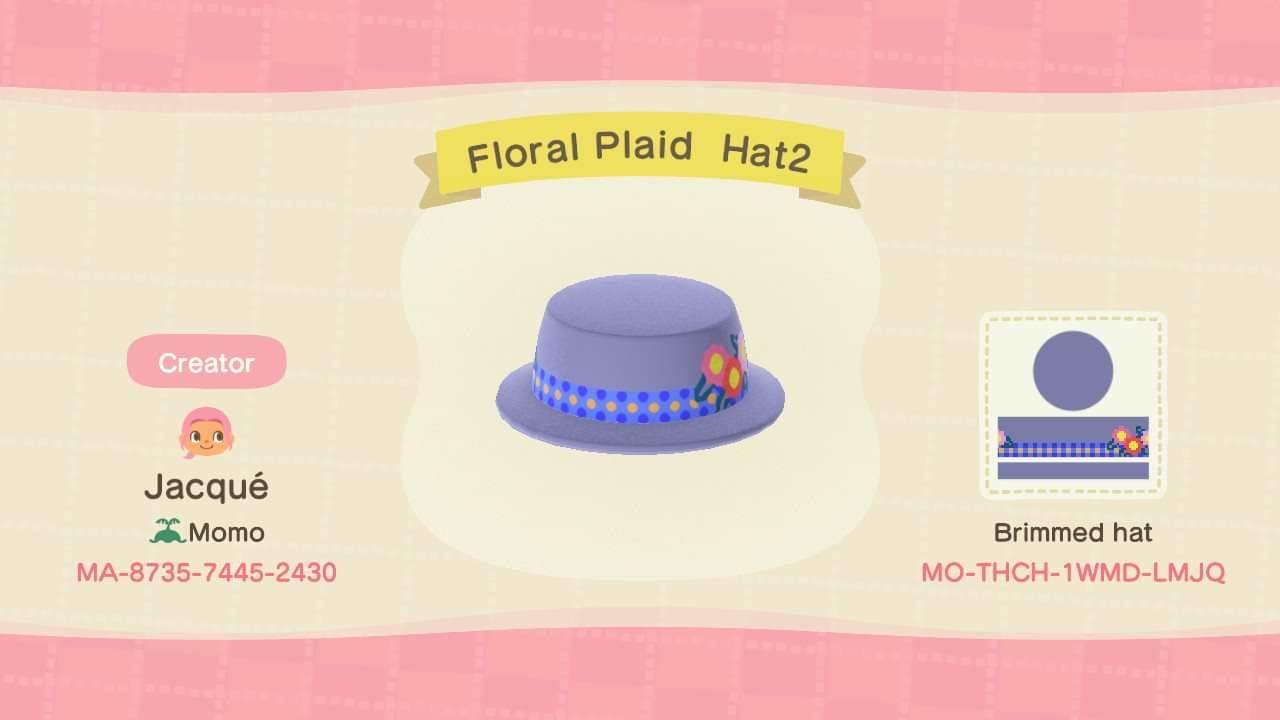 Floral Plaid  Hat2
Creator
Jacqué
Momo
MA-8735-7445-2430
Brimmed hat
MO-THCH-1WMD-LMJQ